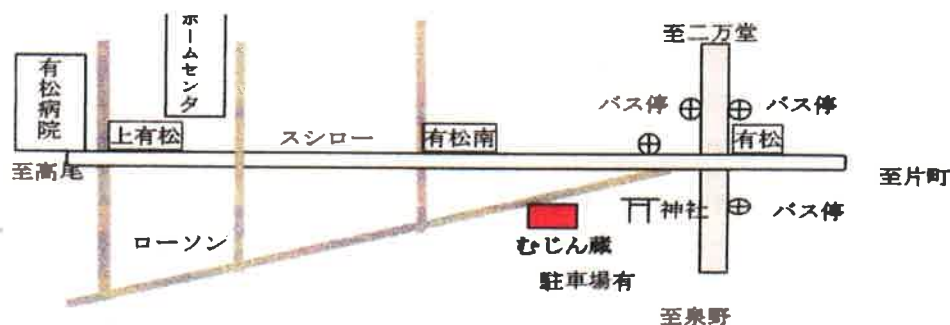 ホームセンタ
至二万堂
有松病院
バス停
バス停
上有松
スシロー
有松南
有松
至高尾
至片町
神社
バス停
ローソン
むじん蔵
駐車場有
至泉野